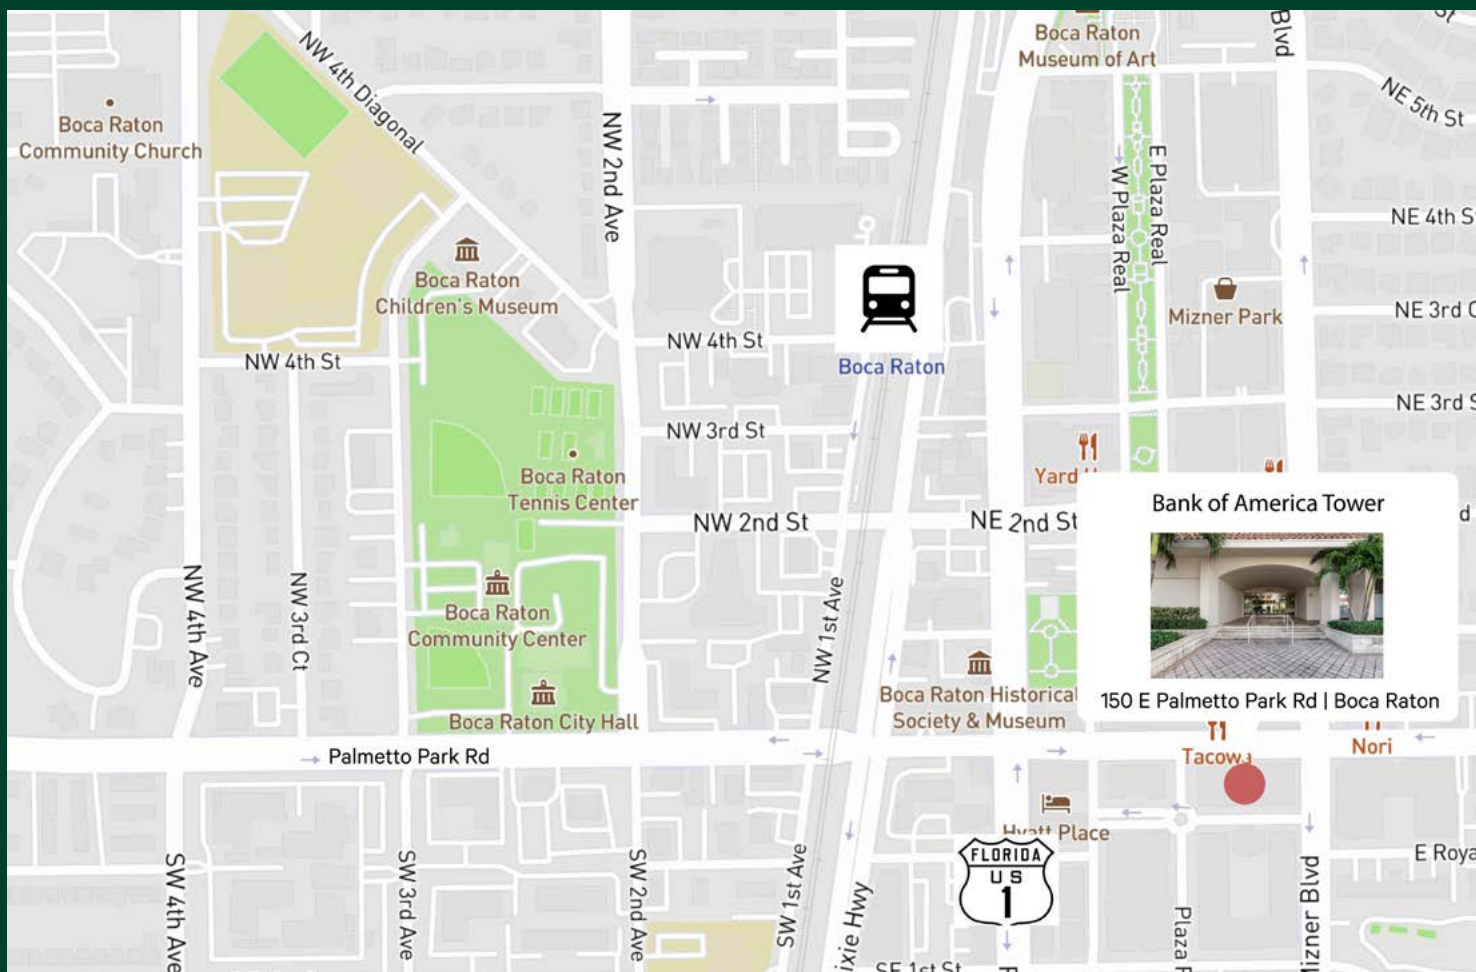 Boca Raton
Museum of Art
Blvd
St
NW 4th Diagonal
NE 5th St
Boca Raton
Community Church
NW 2nd Ave
E Plaza Real
W Plaza Real
NE 4th S
Boca Raton
Children's Museum
Mizner Park
NE 3rd C
NW 4th St
NW 4th St
Boca Raton
NE 3rd S
NW 3rd St
Yard
Boca Raton
Tennis Center
Bank of America Tower
NW 2nd St
NE 2nd St
d
NW 4th Ave
NW 3rd Ct
NW 1st Ave
Boca Raton
Community Center
Boca Raton Historical
Society & Museum
150 E Palmetto Park Rd | Boca Raton
Boca Raton City Hall
Palmetto Park Rd
Tacowa
Nori
Hyatt Place
FLORIDA
US
1
E Roya
SW 4th Ave
SW 3rd Ave
SW 2nd Ave
SW 1st Ave
ixie Hwy
Plaza
Mizner Blvd
SE 1st St